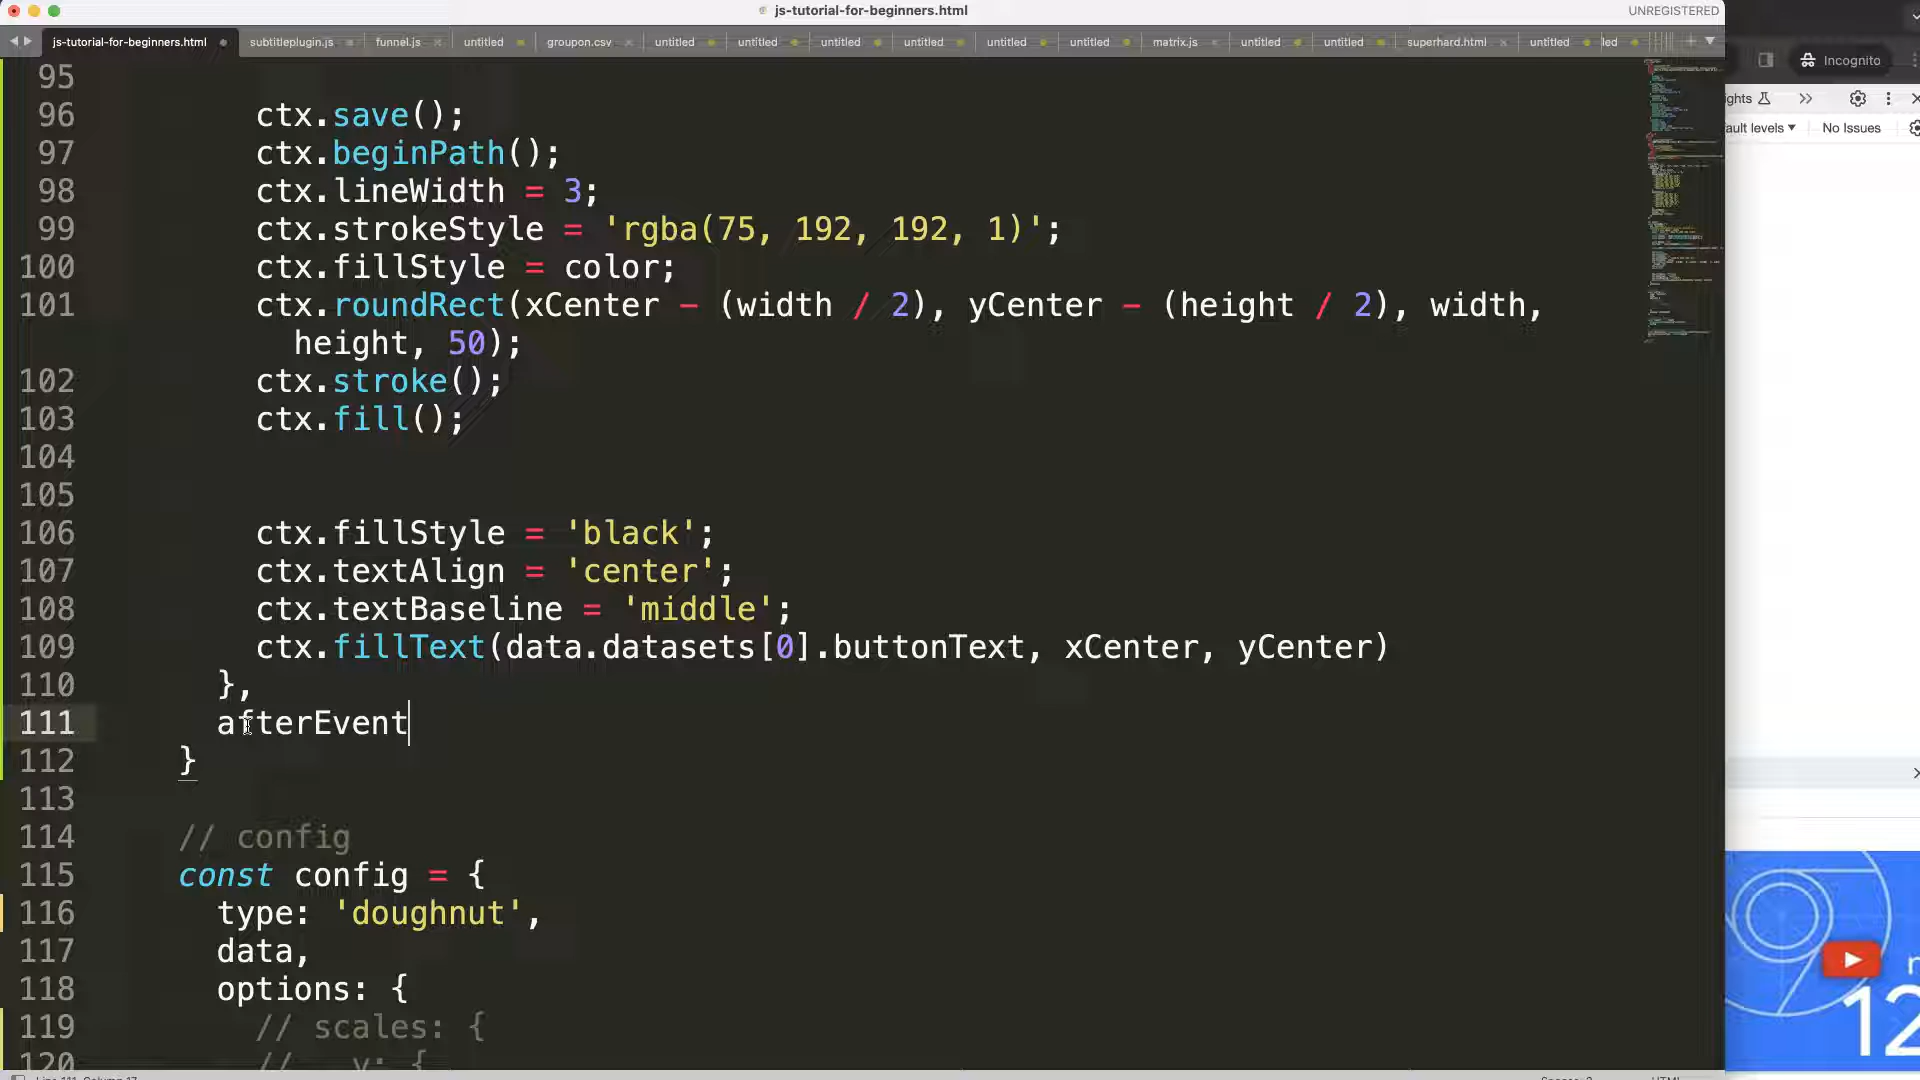 js-tutorial-for-beginners.html
UNREGISTERED
js-tutorial-for-beginners.html subtitleplugin.js funnel.js untitled groupon.csv untitled untitled untitled untitled untitled untitled matrix.js untitled untitled superhard.html untitled led
Incognito
ights
ault levels No Issues
95
96 ctx.save();
97 ctx.beginPath();
98 ctx.lineWidth = 3;
99 ctx.strokeStyle = 'rgba(75, 192, 192, 1)';
100 ctx.fillStyle = color;
101 ctx.roundRect(xCenter - (width / 2), yCenter - (height / 2), width,
height, 50);
102 ctx.stroke();
103 ctx.fill();
104
105
106 ctx.fillStyle = 'black';
107 ctx.textAlign = 'center';
108 ctx.textBaseline = 'middle';
109 ctx.fillText(data.datasets[0].buttonText, xCenter, yCenter)
110 },
111 afterEvent
112 }
113
114 // config
115 const config = {
116 type: 'doughnut',
117 data,
118 options: {
119 // scales: {
120 // y: {
12